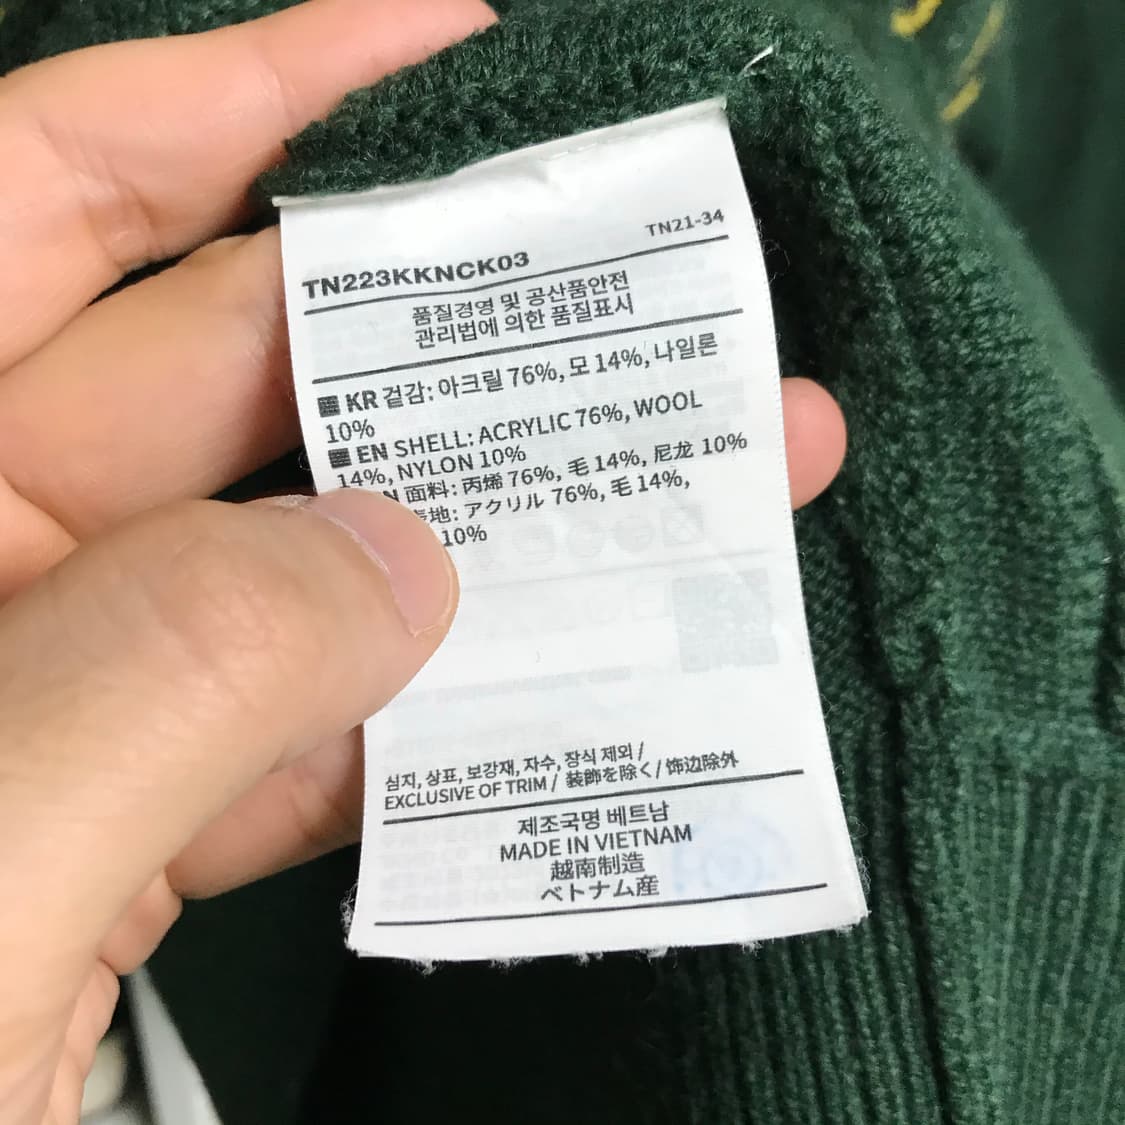 TN21-34
TN223KKNCK03
품질경영 및 공산품안전
관리법에 의한 품질표시
KR 겉감: 아크릴 76%, 모 14%, 나일론
10%
EN SHELL: ACRYLIC 76%, WOOL
14%, NYLON 10%
N 面料: 丙烯 76%, 毛 14%, 尼龙 10%
地: アクリル 76%, 毛 14%,
10%
심지, 상표, 보강재, 자수, 장식 제외 /
EXCLUSIVE OF TRIM / 装飾を除く / 饰边除外
제조국명 베트남
MADE IN VIETNAM
越南制造
ベトナム産